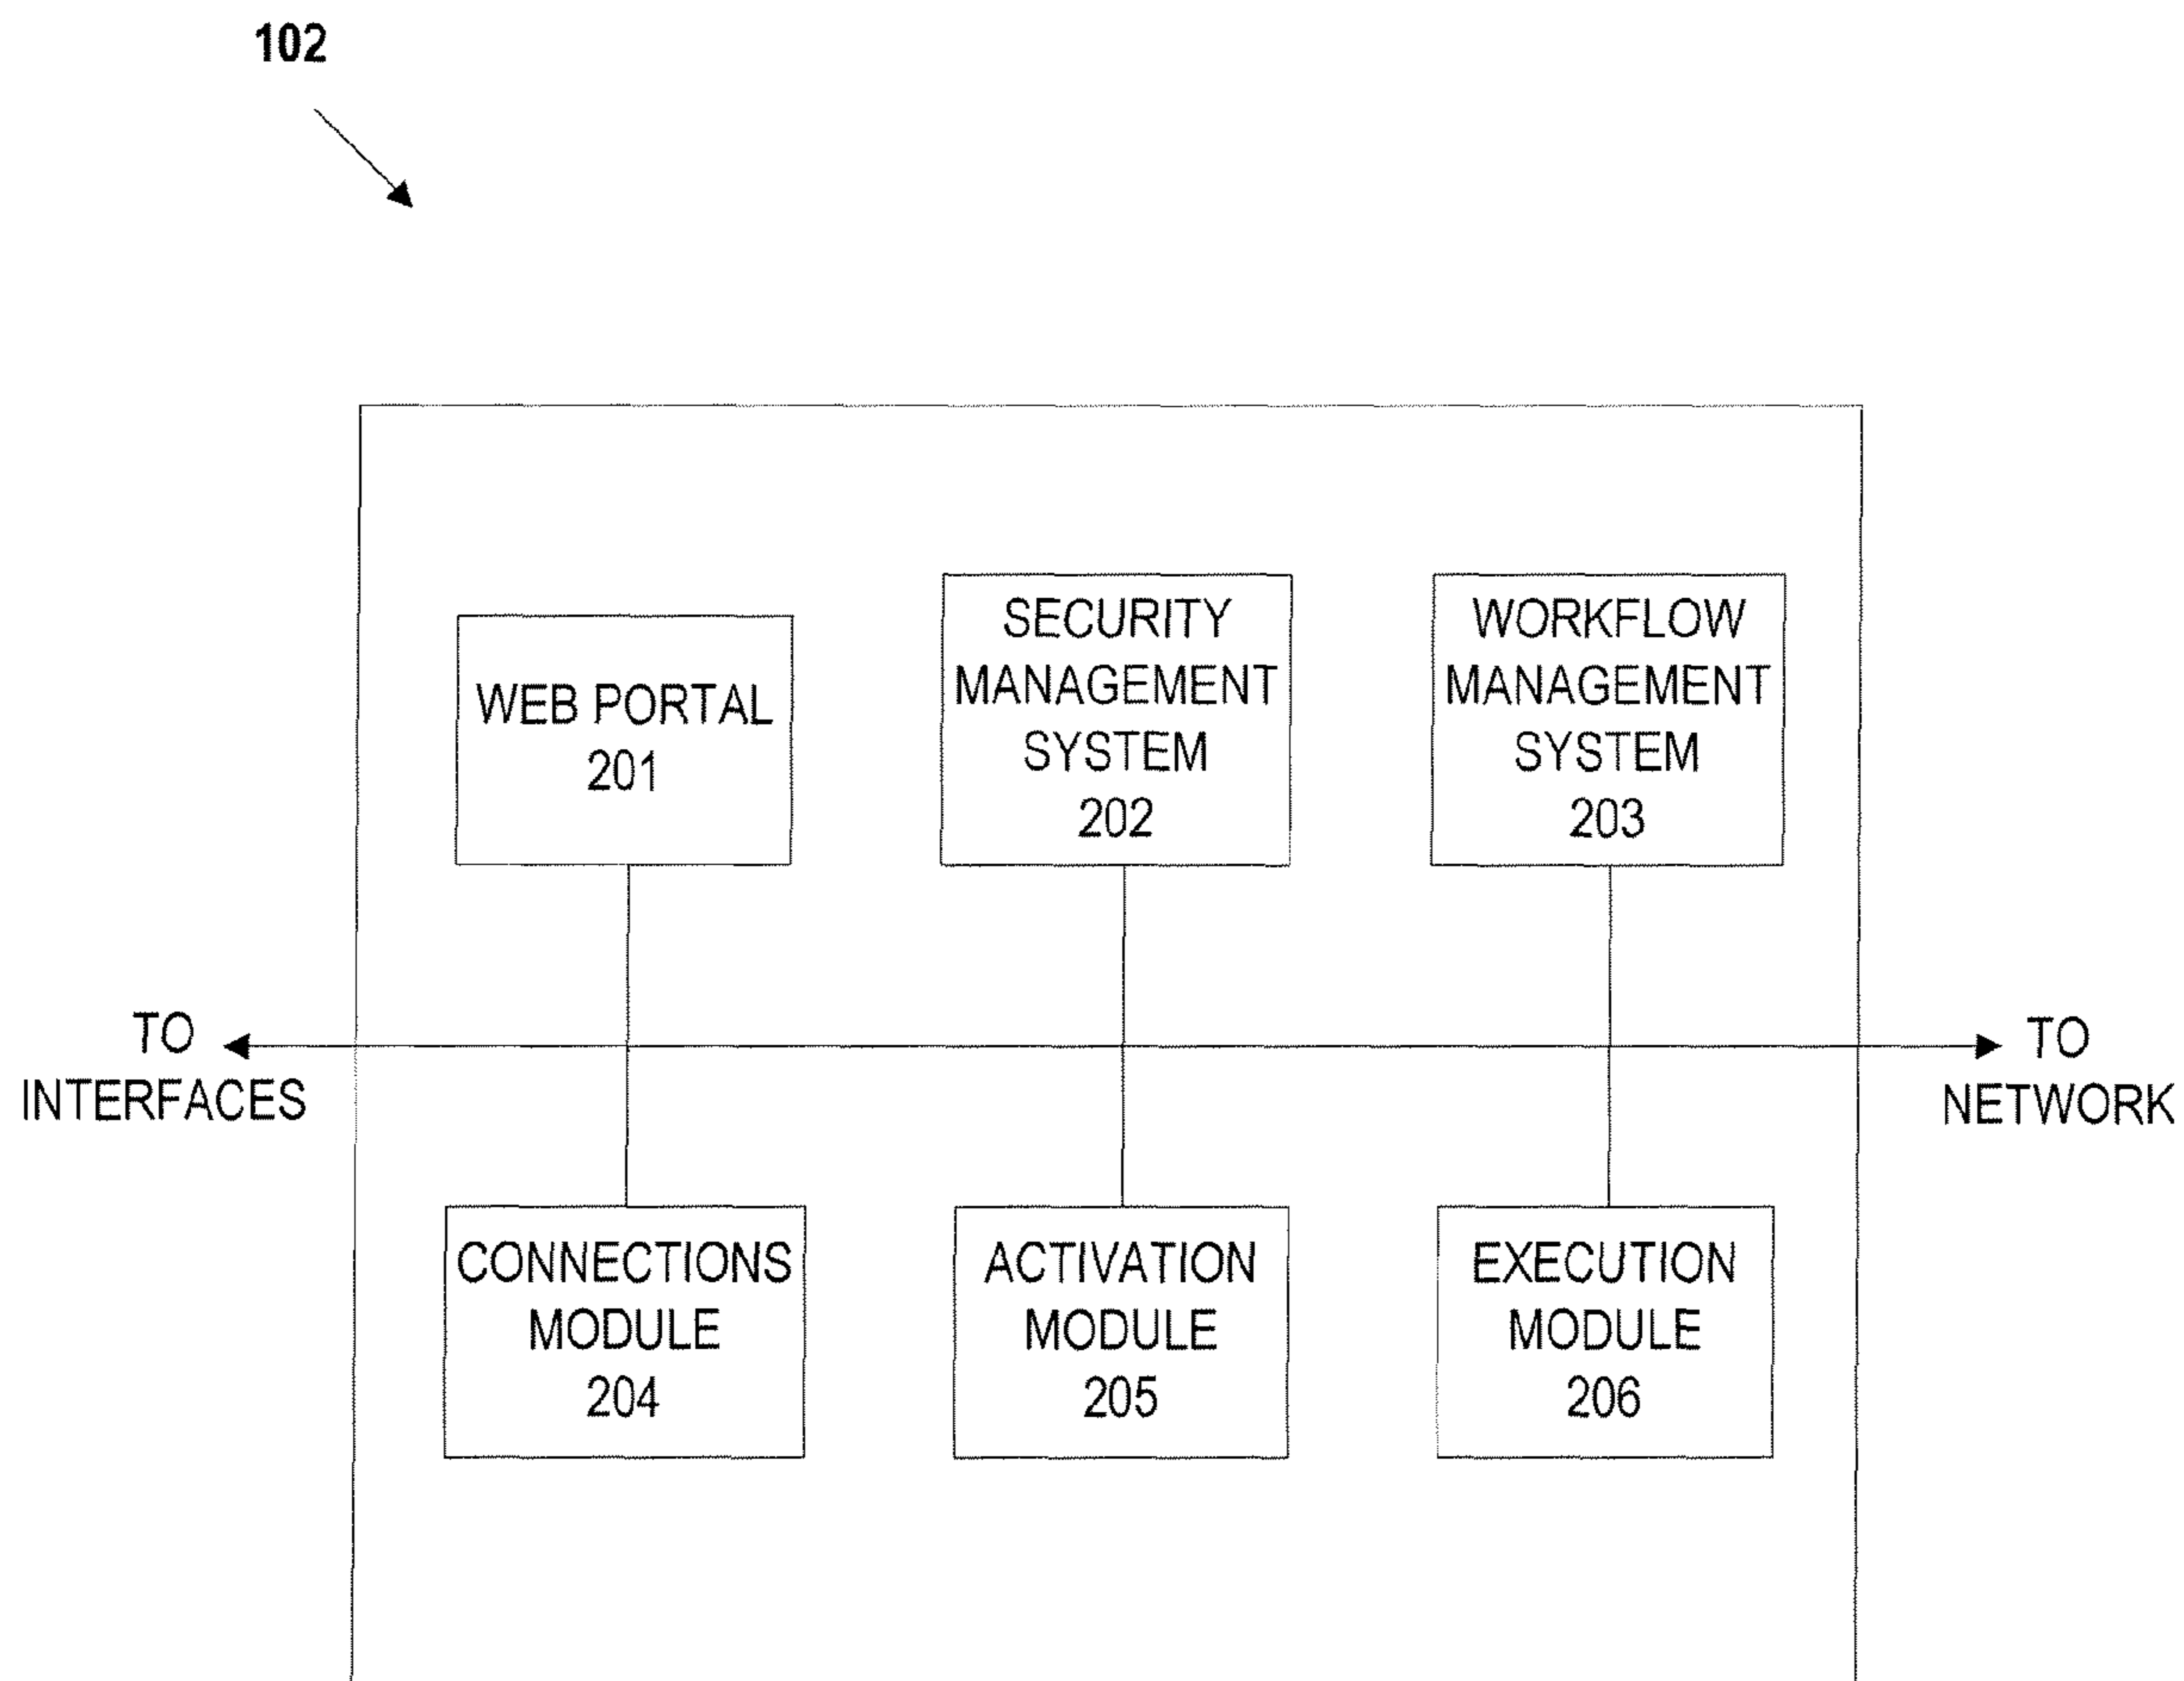 102
WEB PORTAL
201
SECURITY
MANAGEMENT
SYSTEM
202
WORKFLOW
MANAGEMENT
SYSTEM
203
TO
INTERFACES
TO
NETWORK
CONNECTIONS
MODULE
204
ACTIVATION
MODULE
205
EXECUTION
MODULE
206